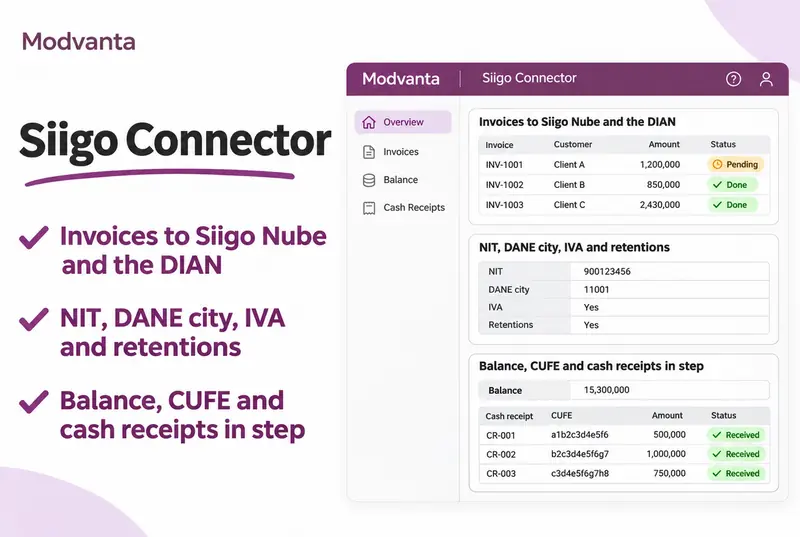 Modvanta
Siigo Connector
Invoices to Siigo Nube
and the DIAN
NIT, DANE city, IVA
and retentions
Balance, CUFE and
cash receipts in step
Modvanta | Siigo Connector ?
Overview
Invoices
Balance
Cash Receipts
Invoices to Siigo Nube and the DIAN
Invoice Customer Amount Status
INV-1001 Client A 1,200,000 Pending
INV-1002 Client B 850,000 Done
INV-1003 Client C 2,430,000 Done
NIT, DANE city, IVA and retentions
NIT 900123456
DANE city 11001
IVA Yes
Retentions Yes
Balance, CUFE and cash receipts in step
Balance 15,300,000
Cash receipt CUFE Amount Status
CR-001 a1b2c3d4e5f6 500,000 Received
CR-002 b2c3d4e5f6g7 1,000,000 Received
CR-003 c3d4e5f6g7h8 750,000 Received